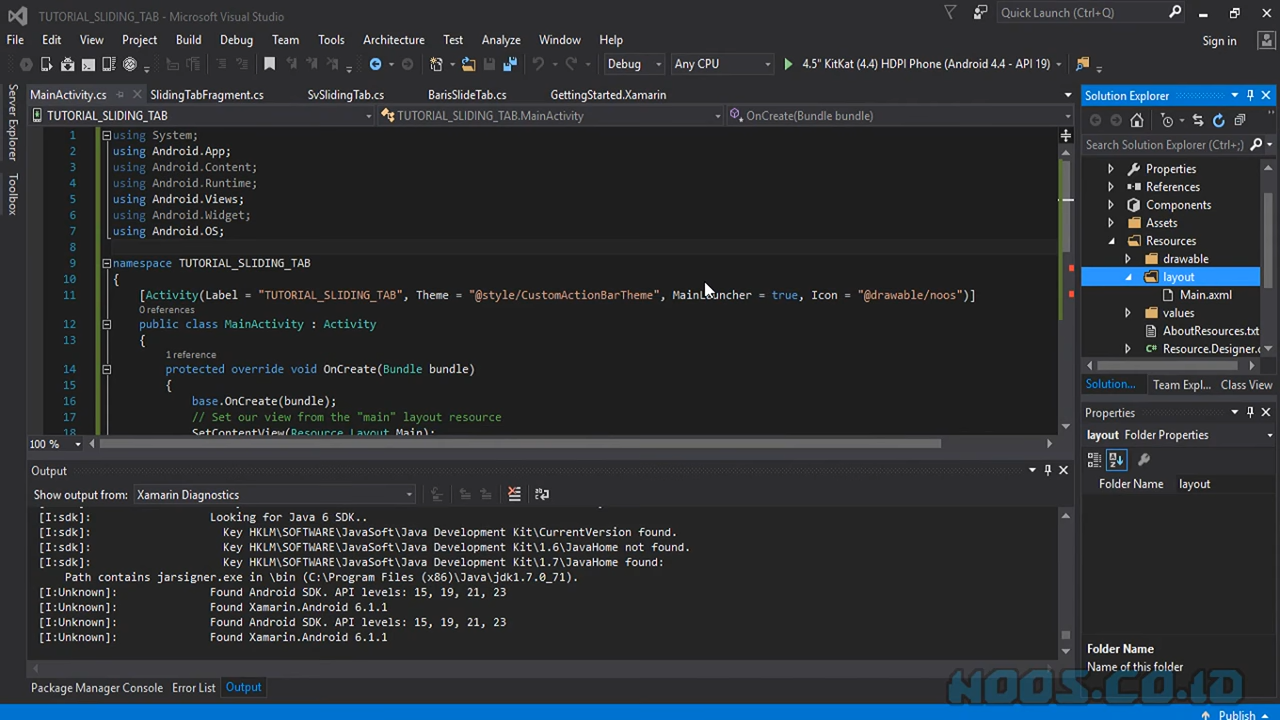 TUTORIAL_SLIDING_TAB - Microsoft Visual Studio
Quick Launch (Ctrl+Q)
File Edit View Project Build Debug Team Tools Architecture Test Analyze Window Help
Sign in
Debug Any CPU 4.5" KitKat (4.4) HDPI Phone (Android 4.4 - API 19)
Server Explorer
Toolbox
MainActivity.cs SlidingTabFragment.cs SvSlidingTab.cs BarisSlideTab.cs GettingStarted.Xamarin
TUTORIAL_SLIDING_TAB TUTORIAL_SLIDING_TAB.MainActivity OnCreate(Bundle bundle)
1 using System;
2 using Android.App;
3 using Android.Content;
4 using Android.Runtime;
5 using Android.Views;
6 using Android.Widget;
7 using Android.OS;
8
9 namespace TUTORIAL_SLIDING_TAB
10 {
11 [Activity(Label = "TUTORIAL_SLIDING_TAB", Theme = "@style/CustomActionBarTheme", MainLauncher = true, Icon = "@drawable/noos")]
0 references
12 public class MainActivity : Activity
13 {
1 reference
14 protected override void OnCreate(Bundle bundle)
15 {
16 base.OnCreate(bundle);
17 // Set our view from the "main" layout resource
18 SetContentView(Resource.Layout.Main);
100 %
Output
Show output from: Xamarin Diagnostics
[I:sdk]: Looking for Java 6 SDK..
[I:sdk]: Key HKLM\SOFTWARE\JavaSoft\Java Development Kit\CurrentVersion found.
[I:sdk]: Key HKLM\SOFTWARE\JavaSoft\Java Development Kit\1.6\JavaHome not found.
[I:sdk]: Key HKLM\SOFTWARE\JavaSoft\Java Development Kit\1.7\JavaHome found:
Path contains jarsigner.exe in \bin (C:\Program Files (x86)\Java\jdk1.7.0_71).
[I:Unknown]: Found Android SDK. API levels: 15, 19, 21, 23
[I:Unknown]: Found Xamarin.Android 6.1.1
[I:Unknown]: Found Android SDK. API levels: 15, 19, 21, 23
[I:Unknown]: Found Xamarin.Android 6.1.1
Package Manager Console Error List Output
Solution Explorer
Search Solution Explorer (Ctrl+;)
Properties
References
Components
Assets
Resources
drawable
layout
Main.axml
values
AboutResources.txt
Resource.Designer.c
Solution... Team Expl... Class View
Properties
layout Folder Properties
Folder Name layout
Folder Name
Name of this folder
NOOS.CO.ID
Publish